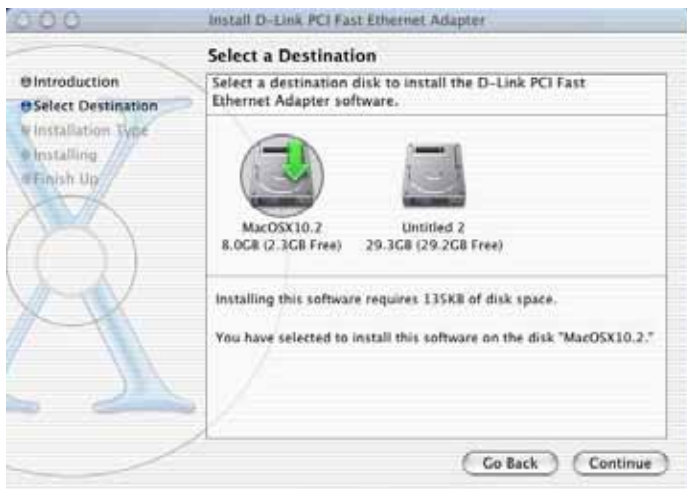 Install D-Link PCI Fast Ethernet Adapter
Select a Destination
Introduction
Select Destination
Installation Type
Installing
Finish Up
Select a destination disk to install the D-Link PCI Fast
Ethernet Adapter software.
MacOSX10.2
8.0GB (2.3GB Free)
Untitled 2
29.3GB (29.2GB Free)
Installing this software requires 135KB of disk space.
You have selected to install this software on the disk "MacOSX10.2."
Go Back
Continue